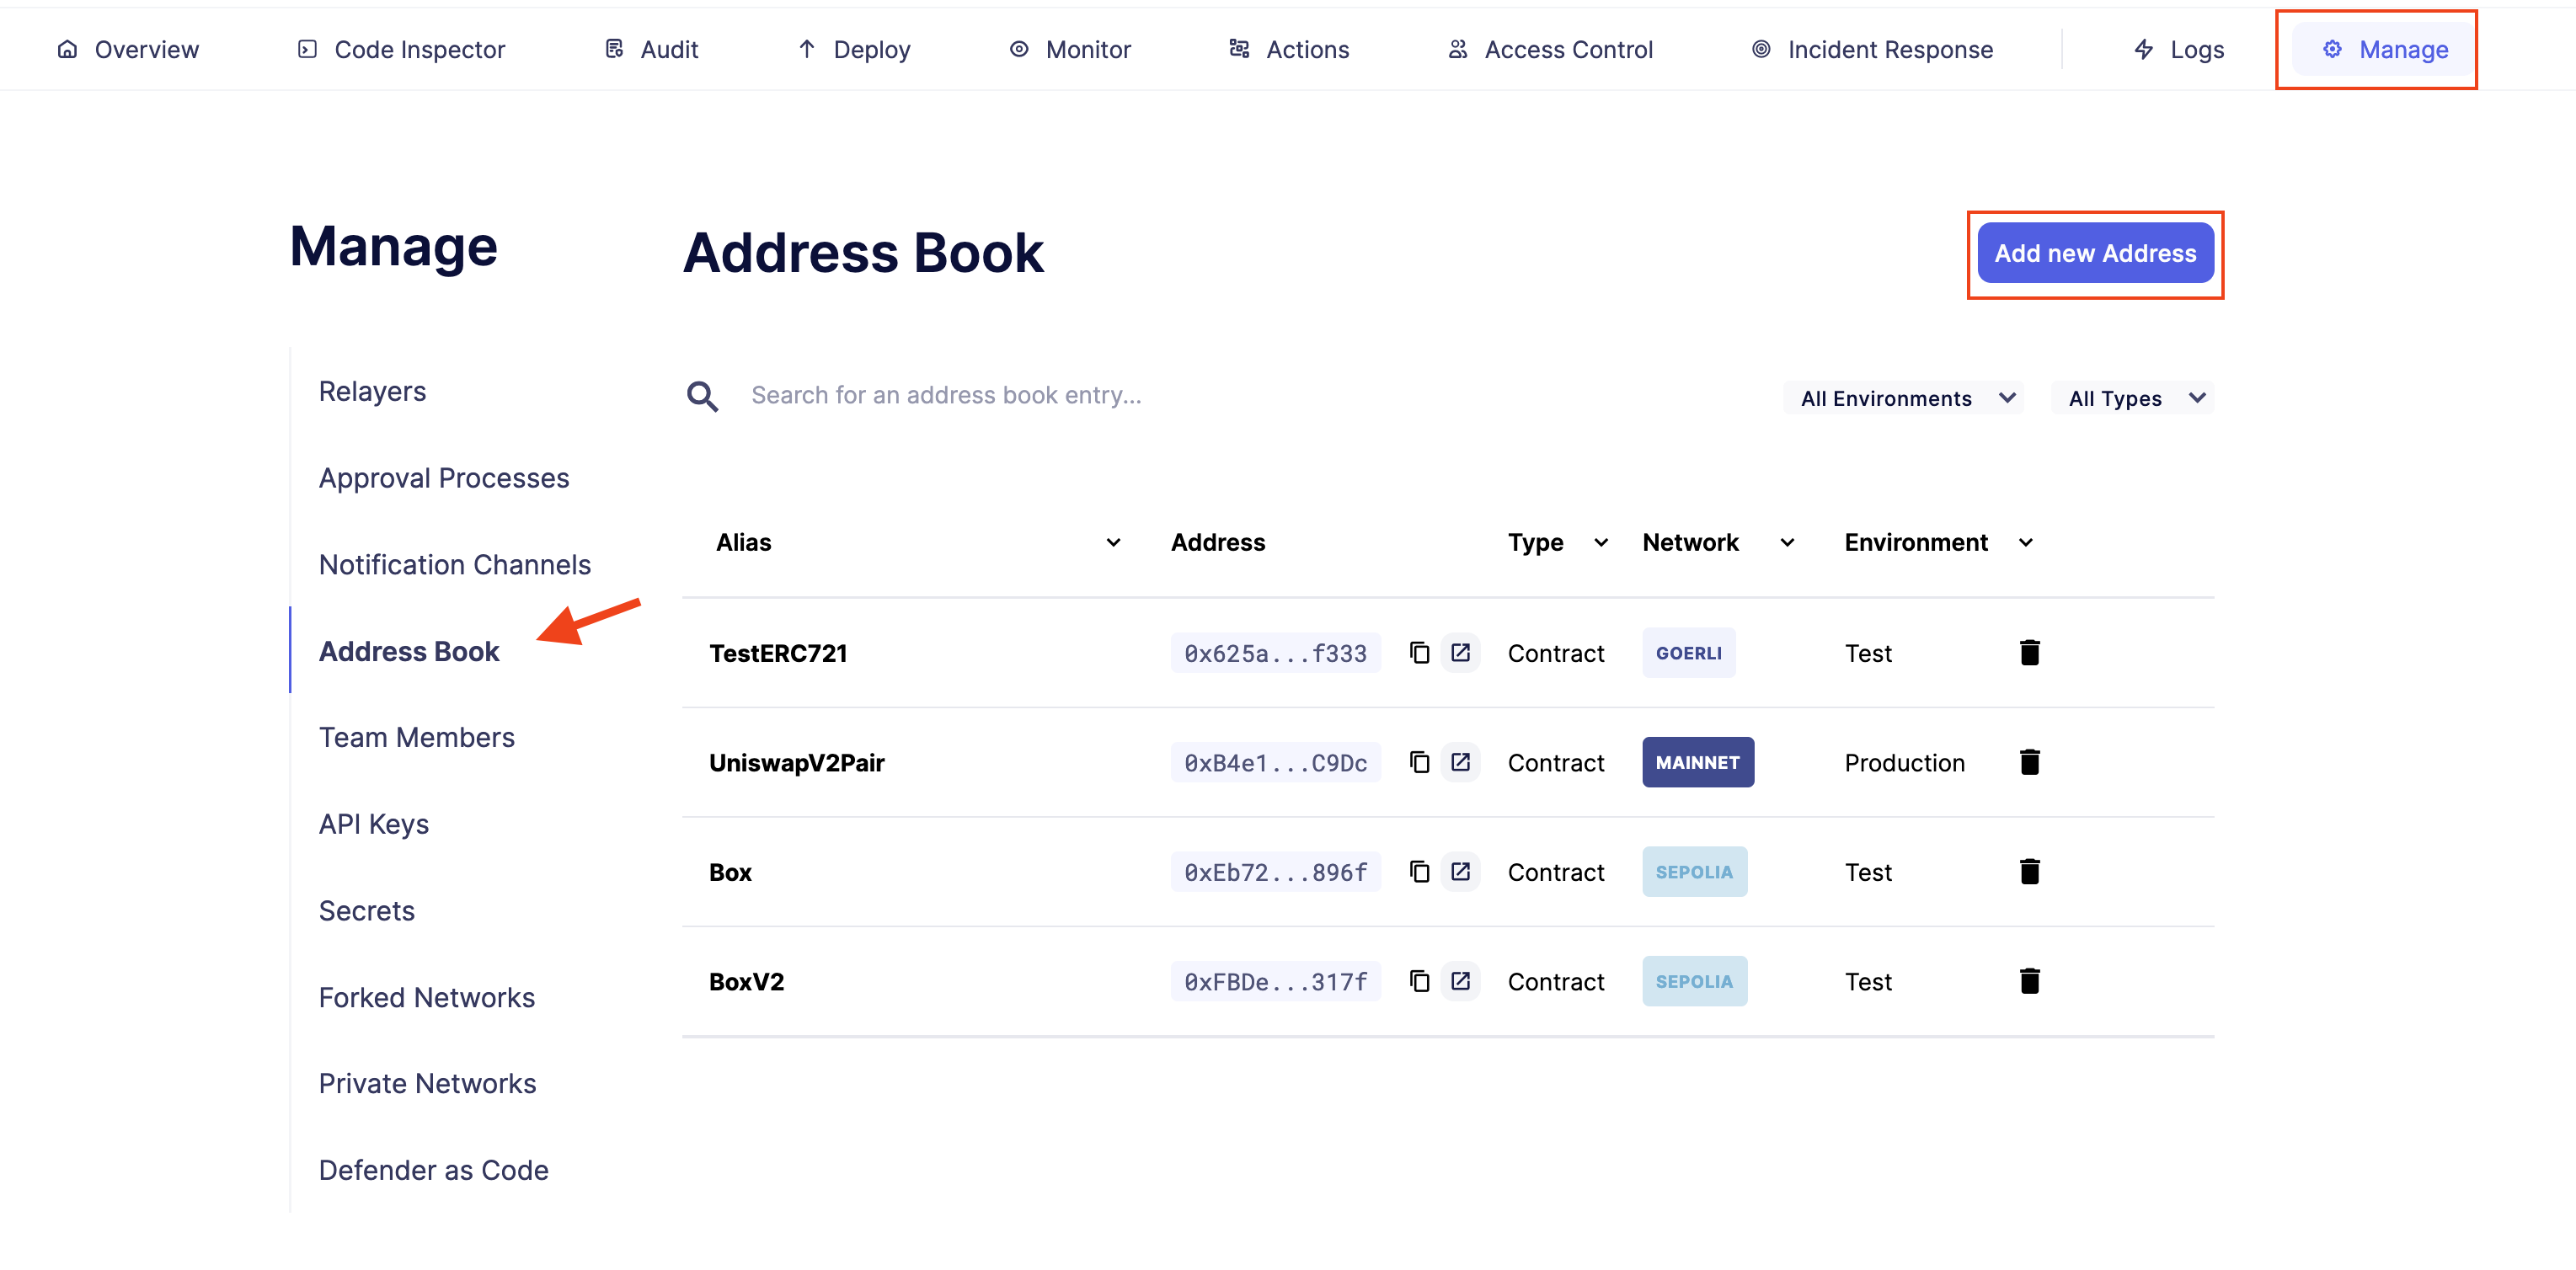 Overview Code Inspector Audit Deploy Monitor Actions Access Control Incident Response Logs Manage
Manage
Relayers
Approval Processes
Notification Channels
Address Book
Team Members
API Keys
Secrets
Forked Networks
Private Networks
Defender as Code
Address Book Add new Address
Search for an address book entry... All Environments All Types
Alias Address Type Network Environment
TestERC721 0x625a...f333 Contract GOERLI Test
UniswapV2Pair 0xB4e1...C9Dc Contract MAINNET Production
Box 0xEb72...896f Contract SEPOLIA Test
BoxV2 0xFBDe...317f Contract SEPOLIA Test